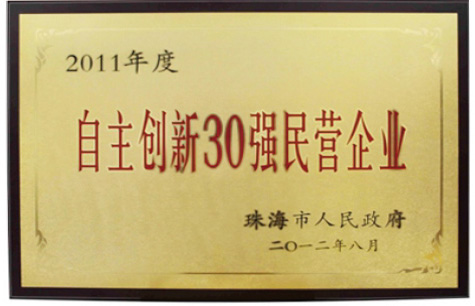 2011年度
自主创新30强民营企业
珠海市人民政府
二〇一二年八月